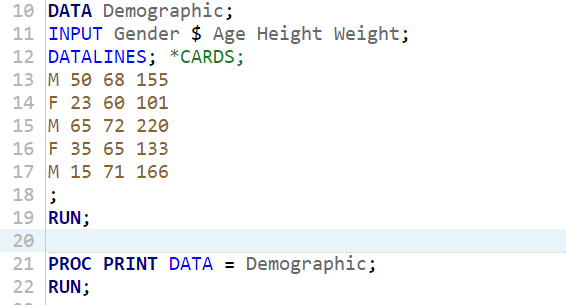 10 DATA Demographic;
11 INPUT Gender $ Age Height Weight;
12 DATALINES; *CARDS;
13 M 50 68 155
14 F 23 60 101
15 M 65 72 220
16 F 35 65 133
17 M 15 71 166
18 ;
19 RUN;
20
21 PROC PRINT DATA = Demographic;
22 RUN;